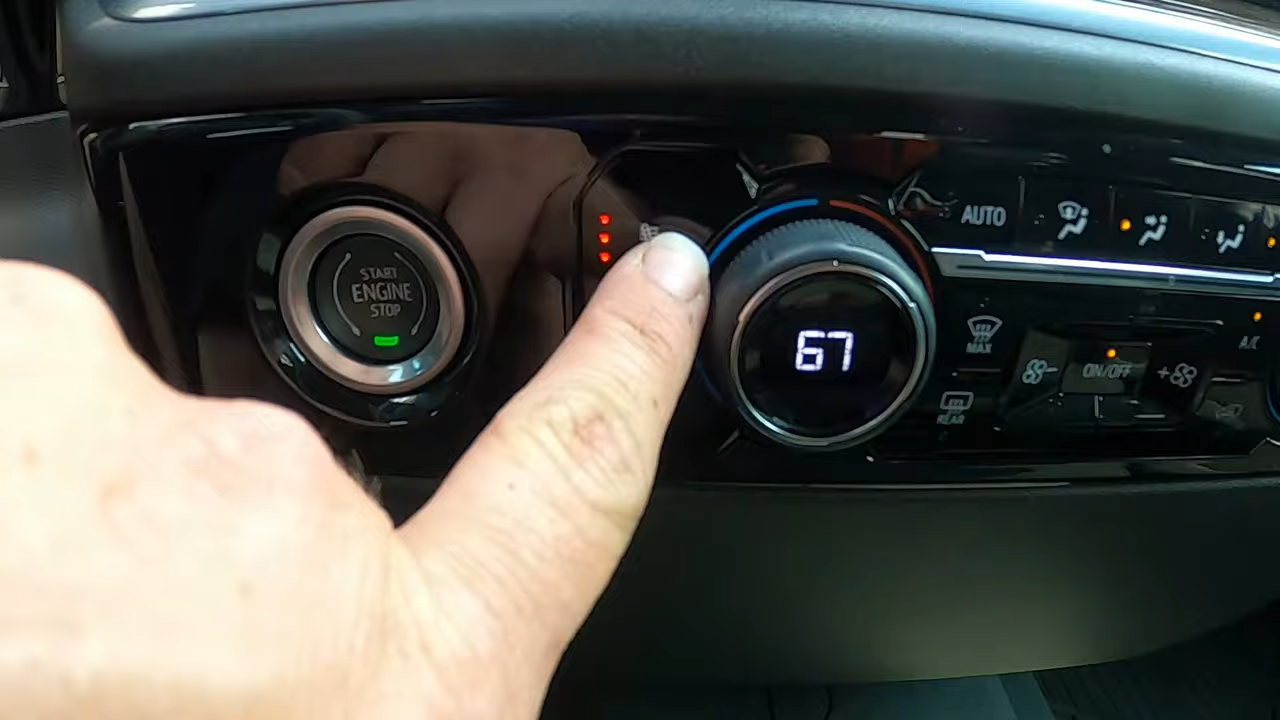 START
ENGINE
STOP
67
AUTO
MAX
REAR
ON/OFF
A/C